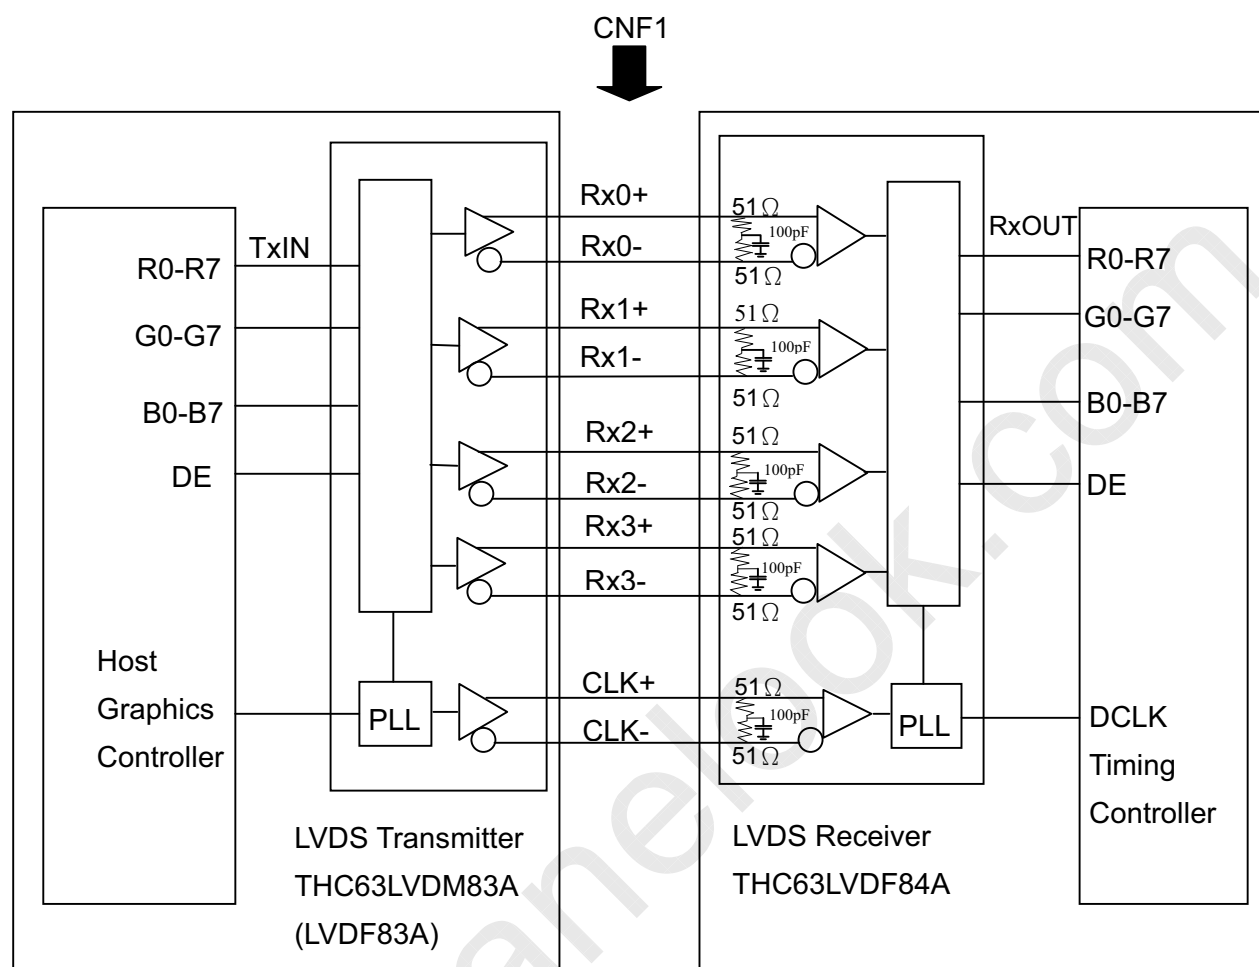 CNF1
Rx0+
51Ω
100pF
RxOUT
TxIN
Rx0-
R0-R7
R0-R7
51Ω
Rx1+
51Ω
G0-G7
G0-G7
Rx1-
100pF
51Ω
B0-B7
B0-B7
Rx2+
51Ω
DE
Rx2-
100pF
DE
51Ω
Rx3+
51Ω
100pF
Rx3-
51Ω
Host
Graphics
Controller
CLK+
51Ω
PLL
100pF
PLL
DCLK
CLK-
51Ω
Timing
Controller
LVDS Transmitter
THC63LVDM83A
(LVDF83A)
LVDS Receiver
THC63LVDF84A
anelook.com